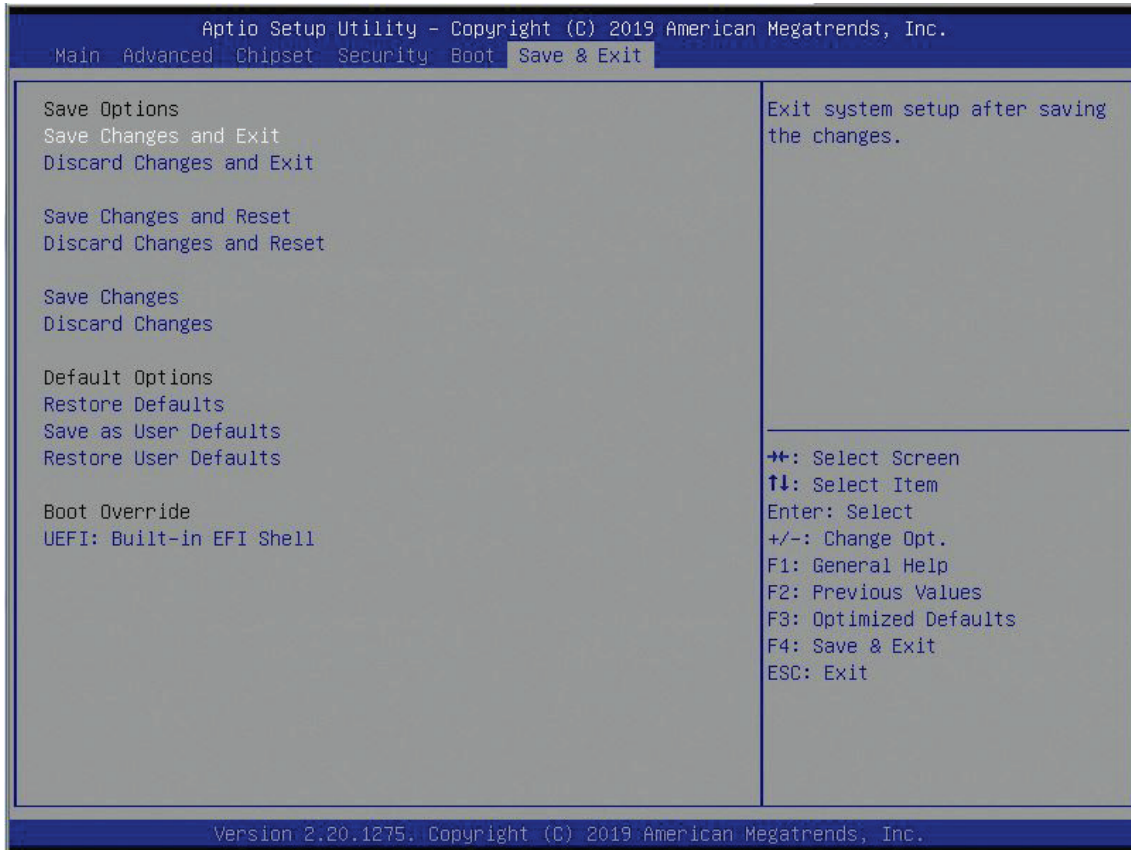 Aptio Setup Utility – Copyright (C) 2019 American Megatrends, Inc.
Main Advanced Chipset Security Boot Save & Exit
Save Options
Save Changes and Exit
Discard Changes and Exit
Save Changes and Reset
Discard Changes and Reset
Save Changes
Discard Changes
Default Options
Restore Defaults
Save as User Defaults
Restore User Defaults
Boot Override
UEFI: Built-in EFI Shell
Exit system setup after saving
the changes.
→←: Select Screen
↑↓: Select Item
Enter: Select
+/-: Change Opt.
F1: General Help
F2: Previous Values
F3: Optimized Defaults
F4: Save & Exit
ESC: Exit
Version 2.20.1275. Copyright (C) 2019 American Megatrends, Inc.